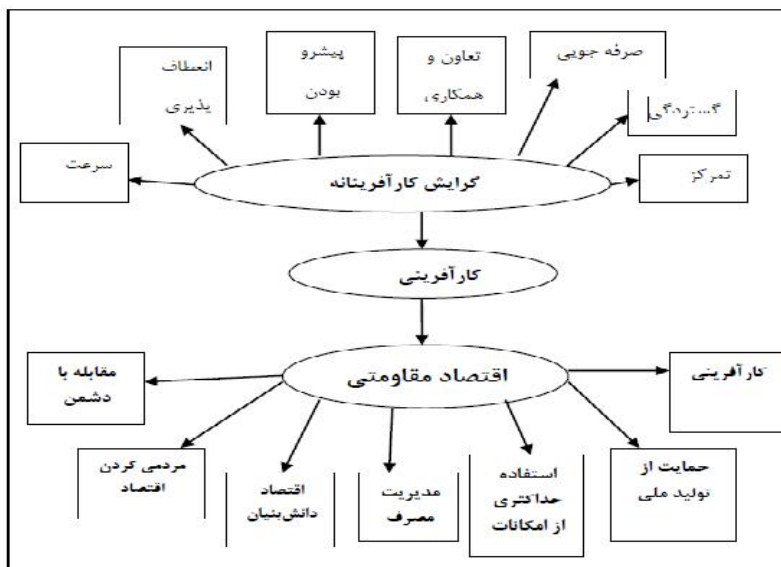 صرفه جویی
تعاون و
همکاری
پیشرو
بودن
انعطاف
پذیری
گستردگی
تمرکز
گرایش کارآفرینانه
سرعت
کارآفرینی
اقتصاد مقاومتی
کارآفرینی
مقابله با
دشمن
حمایت از
تولید ملی
استفاده
حداکثری
از امکانات
مدیریت
مصرف
اقتصاد
دانش‌بنیان
مردمی کردن
اقتصاد